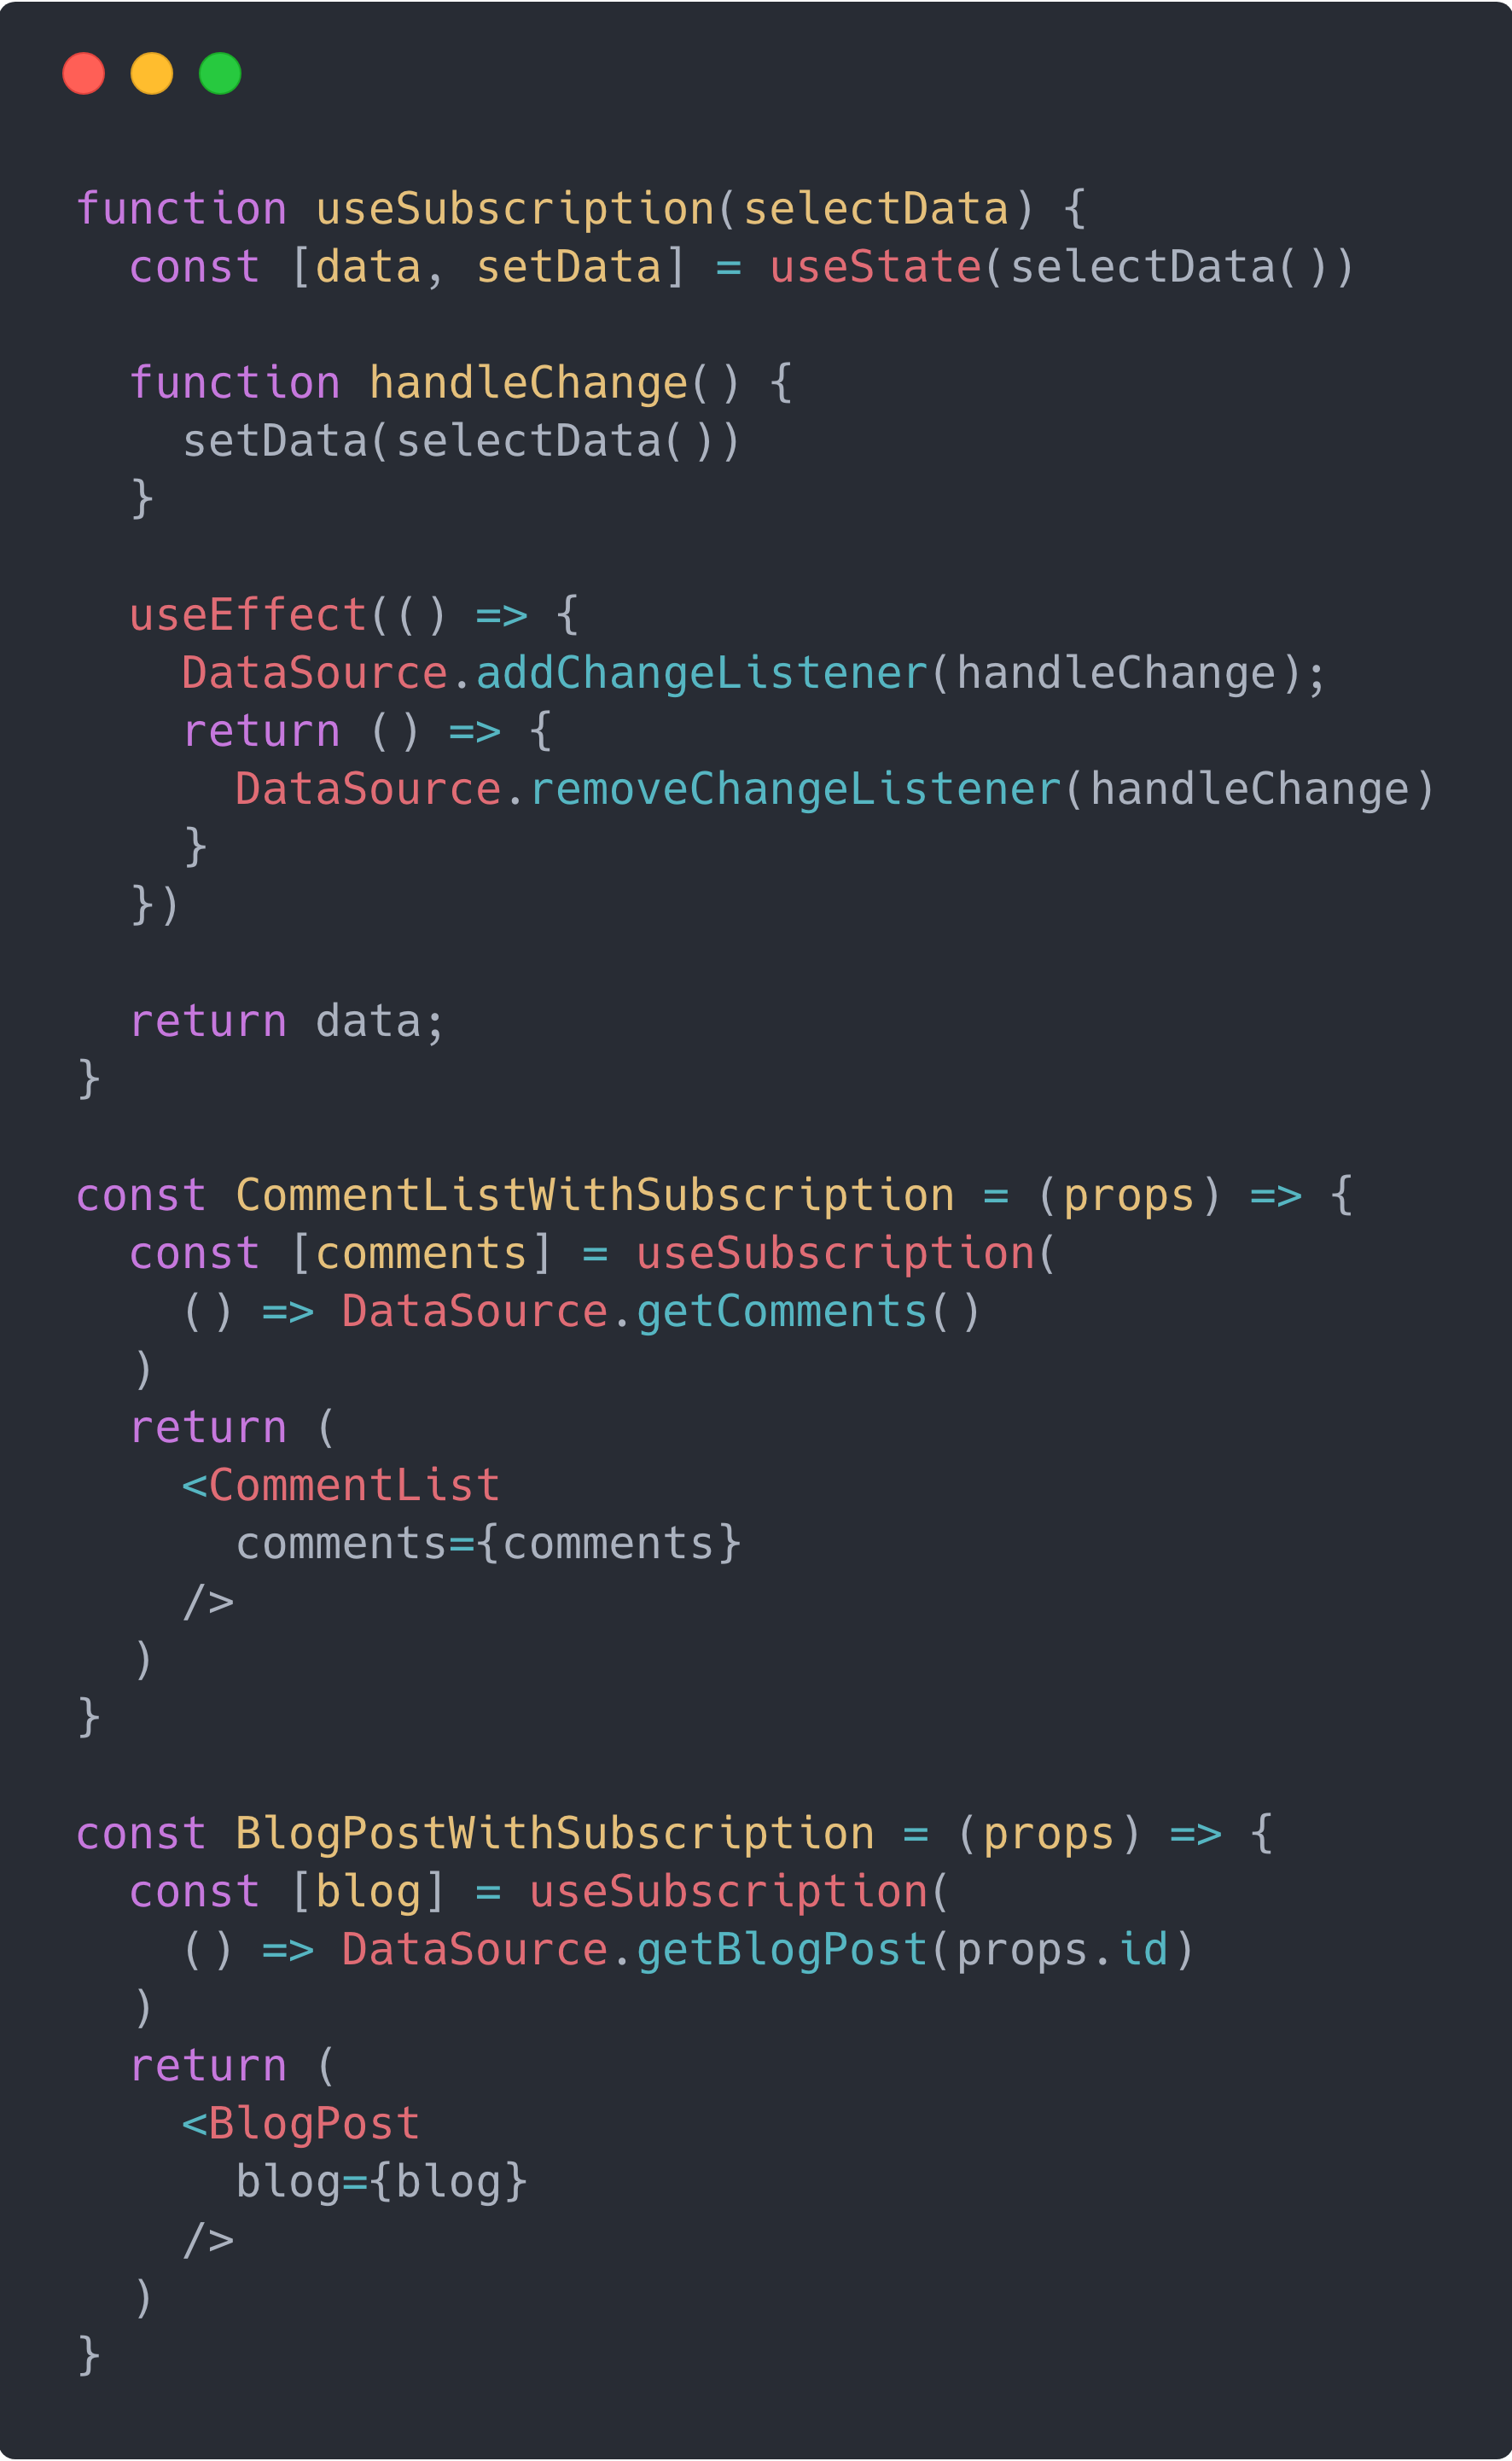 function useSubscription(selectData) {
  const [data, setData] = useState(selectData())

  function handleChange() {
    setData(selectData())
  }

  useEffect(() => {
    DataSource.addChangeListener(handleChange);
    return () => {
      DataSource.removeChangeListener(handleChange)
    }
  })

  return data;
}

const CommentListWithSubscription = (props) => {
  const [comments] = useSubscription(
    () => DataSource.getComments()
  )
  return (
    <CommentList
      comments={comments}
    />
  )
}

const BlogPostWithSubscription = (props) => {
  const [blog] = useSubscription(
    () => DataSource.getBlogPost(props.id)
  )
  return (
    <BlogPost
      blog={blog}
    />
  )
}